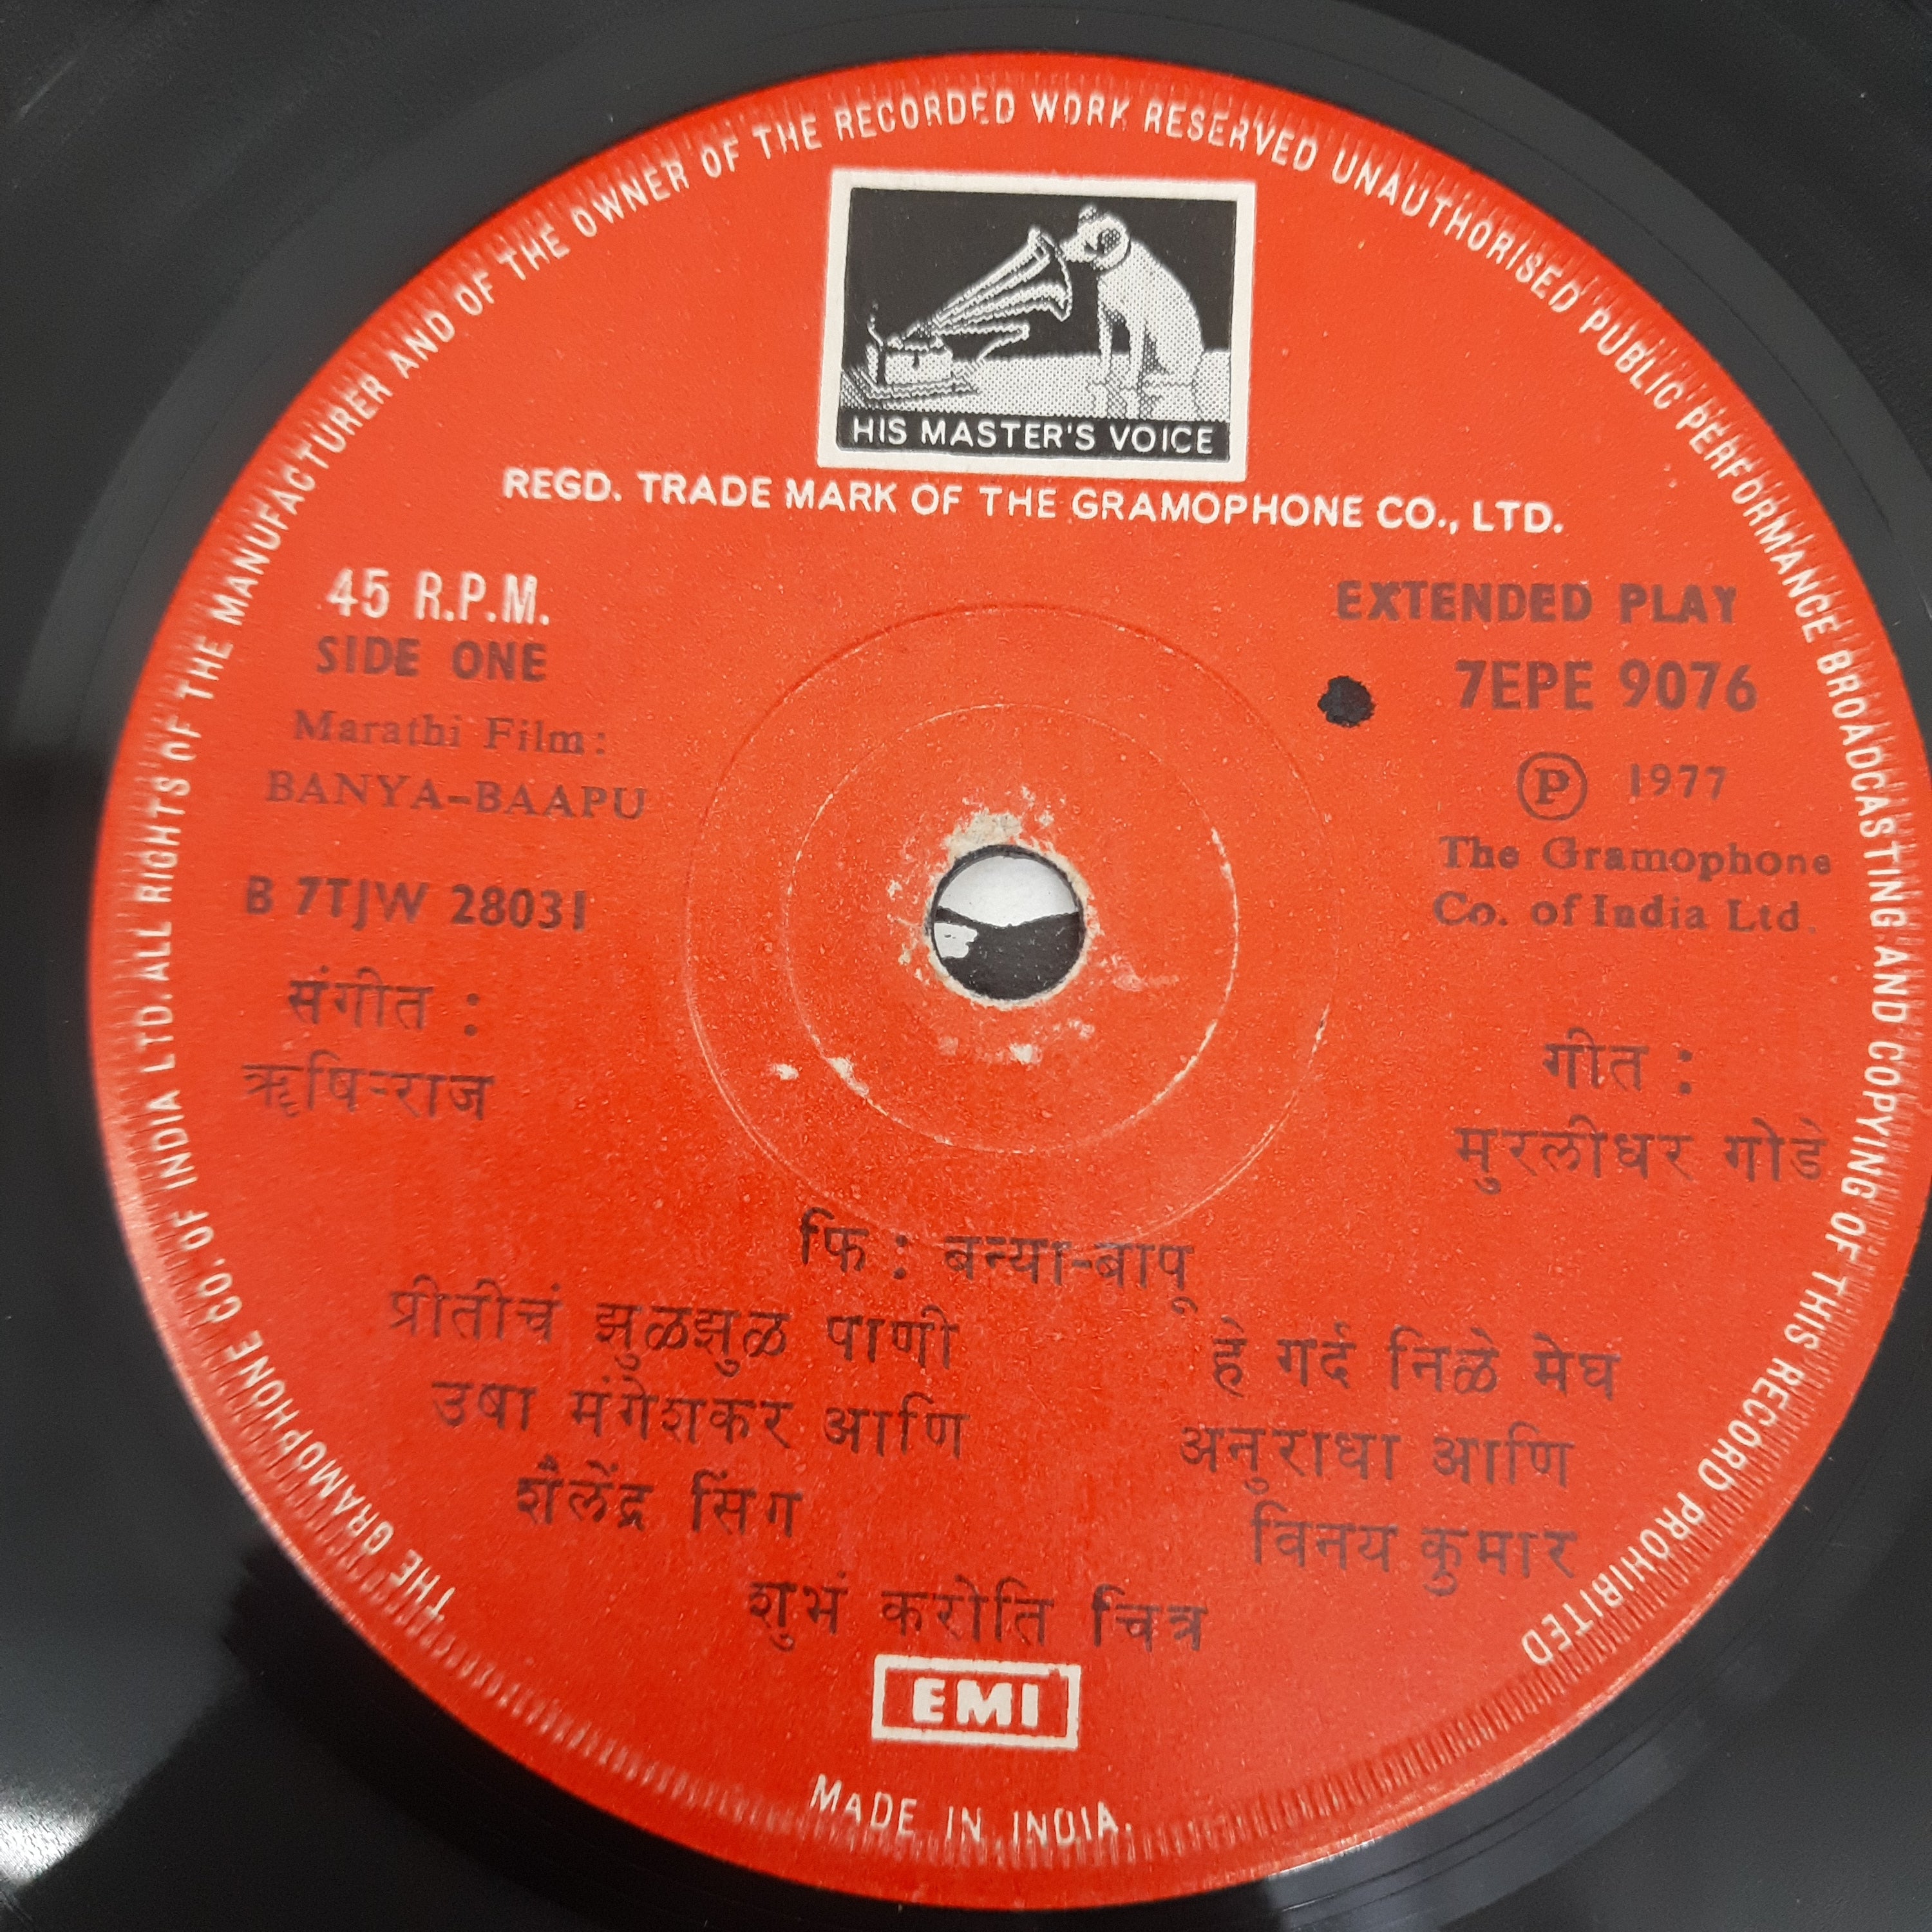 THE GRAMOPHONE CO. OF INDIA LTD. ALL RIGHTS OF THE MANUFACTURER AND OF THE OWNER OF THE RECORDED WORK RESERVED UNAUTHORISED PUBLIC PERFORMANCE BROADCASTING AND COPYING OF THIS RECORD PROHIBITED
HIS MASTER'S VOICE
REGD. TRADE MARK OF THE GRAMOPHONE CO., LTD.
45 R.P.M.
SIDE ONE
Marathi Film:
BANYA-BAAPU
B 7TJW 28031
EXTENDED PLAY
7EPE 9076
Ⓟ 1977
The Gramophone
Co. of India Ltd.
संगीत :
ऋषि-राज
गीत :
मुरलीधर गोडे
फि : बन्या-बापू
प्रीतीचं झुळझुळ पाणी
उषा मंगेशकर आणि
शैलेंद्र सिंग
हे गर्द निळे मेघ
अनुराधा आणि
विनय कुमार
शुभं करोति चित्र
EMI
MADE IN INDIA.